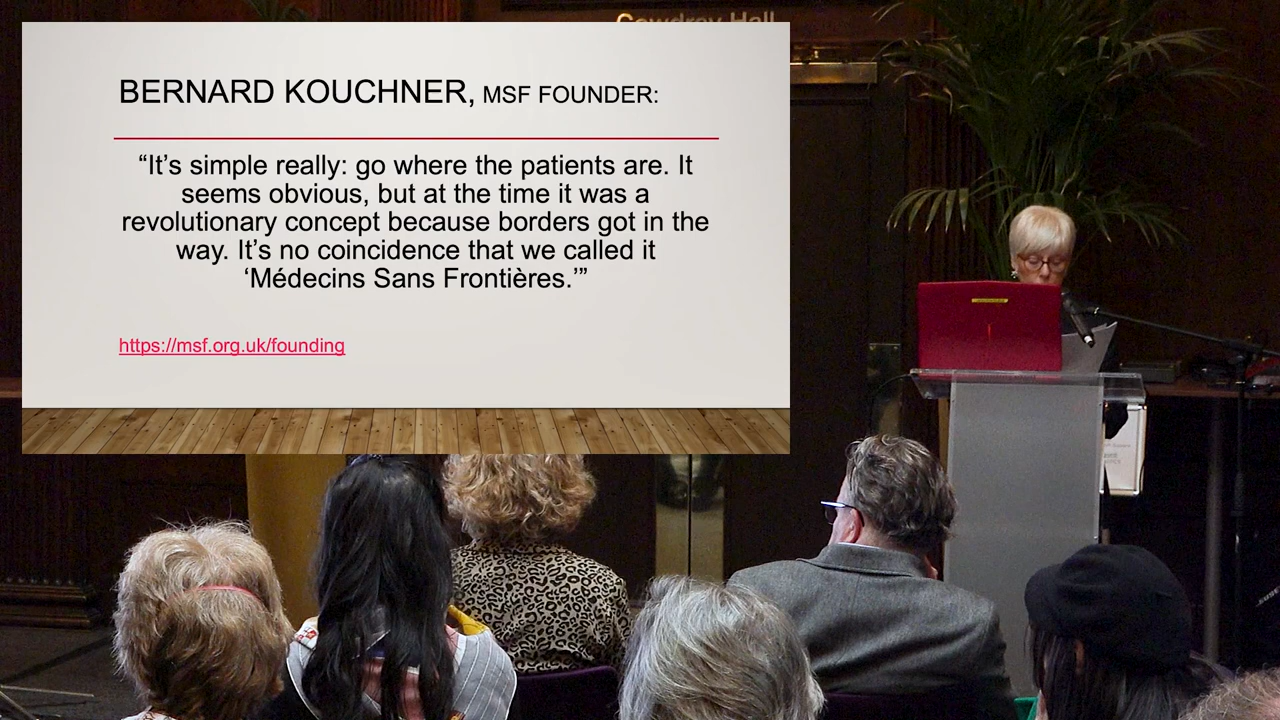 Cowdray Hall
BERNARD KOUCHNER, MSF FOUNDER:
“It’s simple really: go where the patients are. It
seems obvious, but at the time it was a
revolutionary concept because borders got in the
way. It’s no coincidence that we called it
‘Médecins Sans Frontières.’”
https://msf.org.uk/founding